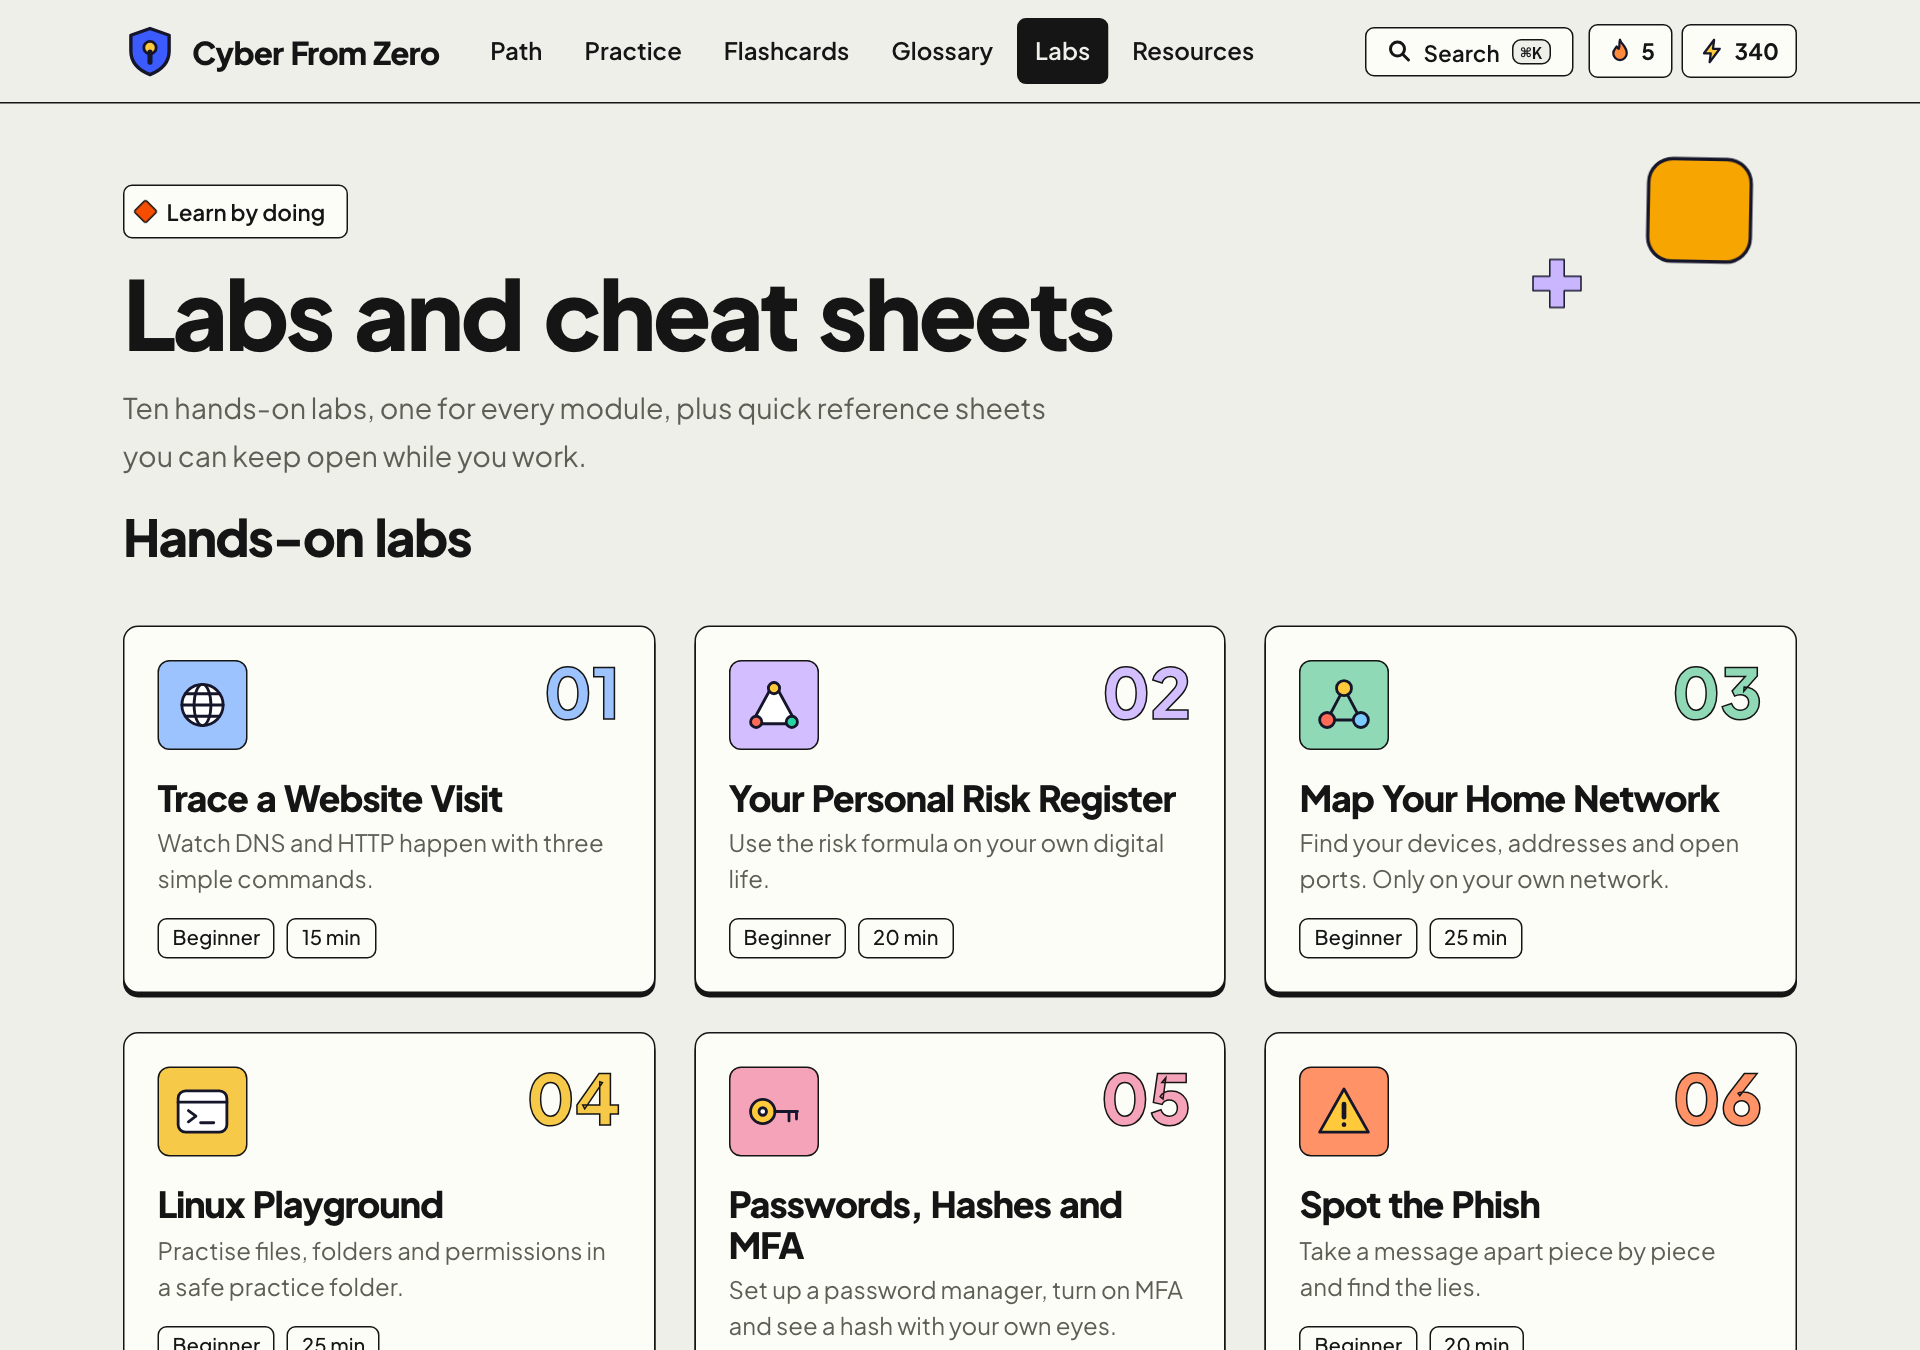 Cyber From Zero
Path
Practice
Flashcards
Glossary
Labs
Resources
Search ⌘K
5
340
Learn by doing
Labs and cheat sheets
Ten hands-on labs, one for every module, plus quick reference sheets
you can keep open while you work.
Hands-on labs
01
Trace a Website Visit
Watch DNS and HTTP happen with three
simple commands.
Beginner
15 min
02
Your Personal Risk Register
Use the risk formula on your own digital
life.
Beginner
20 min
03
Map Your Home Network
Find your devices, addresses and open
ports. Only on your own network.
Beginner
25 min
04
Linux Playground
Practise files, folders and permissions in
a safe practice folder.
Beginner
25 min
05
Passwords, Hashes and
MFA
Set up a password manager, turn on MFA
and see a hash with your own eyes.
06
Spot the Phish
Take a message apart piece by piece
and find the lies.
Beginner
20 min